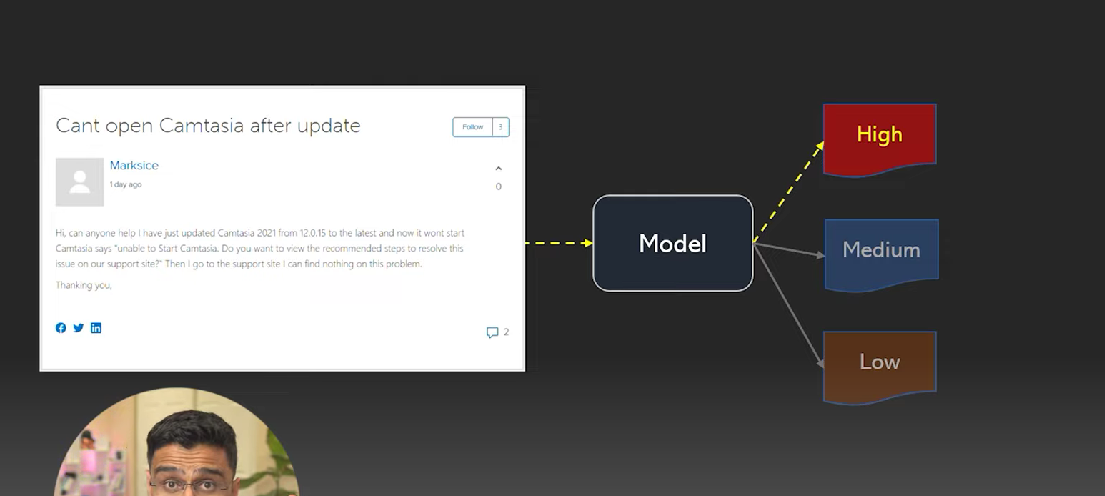 Cant open Camtasia after update
Follow 3
Marksice
1 day ago
0
Hi, can anyone help I have just updated Camtasia 2021 from 12.0.15 to the latest and now it wont start
Camtasia says "unable to Start Camtasia. Do you want to view the recommended steps to resolve this
issue on our support site?" Then I go to the support site I can find nothing on this problem.
Thanking you,
2
Model
High
Medium
Low